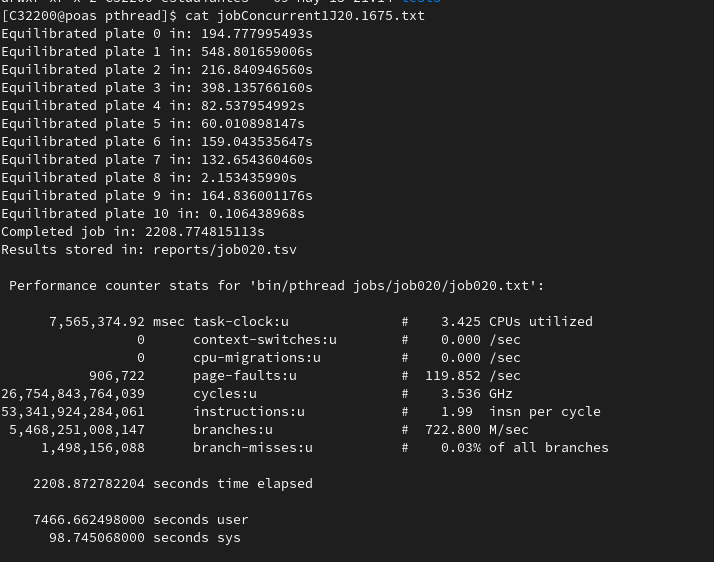 [C32200@poas pthread]$ cat jobConcurrent1J20.1675.txt
Equilibrated plate 0 in: 194.777995493s
Equilibrated plate 1 in: 548.801659006s
Equilibrated plate 2 in: 216.840946560s
Equilibrated plate 3 in: 398.135766160s
Equilibrated plate 4 in: 82.537954992s
Equilibrated plate 5 in: 60.010898147s
Equilibrated plate 6 in: 159.043535647s
Equilibrated plate 7 in: 132.654360460s
Equilibrated plate 8 in: 2.153435990s
Equilibrated plate 9 in: 164.836001176s
Equilibrated plate 10 in: 0.106438968s
Completed job in: 2208.774815113s
Results stored in: reports/job020.tsv
Performance counter stats for 'bin/pthread jobs/job020/job020.txt':
7,565,374.92 msec task-clock:u # 3.425 CPUs utilized
0 context-switches:u # 0.000 /sec
0 cpu-migrations:u # 0.000 /sec
906,722 page-faults:u # 119.852 /sec
26,754,843,764,039 cycles:u # 3.536 GHz
53,341,924,284,061 instructions:u # 1.99 insn per cycle
5,468,251,008,147 branches:u # 722.800 M/sec
1,498,156,088 branch-misses:u # 0.03% of all branches
2208.872782204 seconds time elapsed
7466.662498000 seconds user
98.745068000 seconds sys